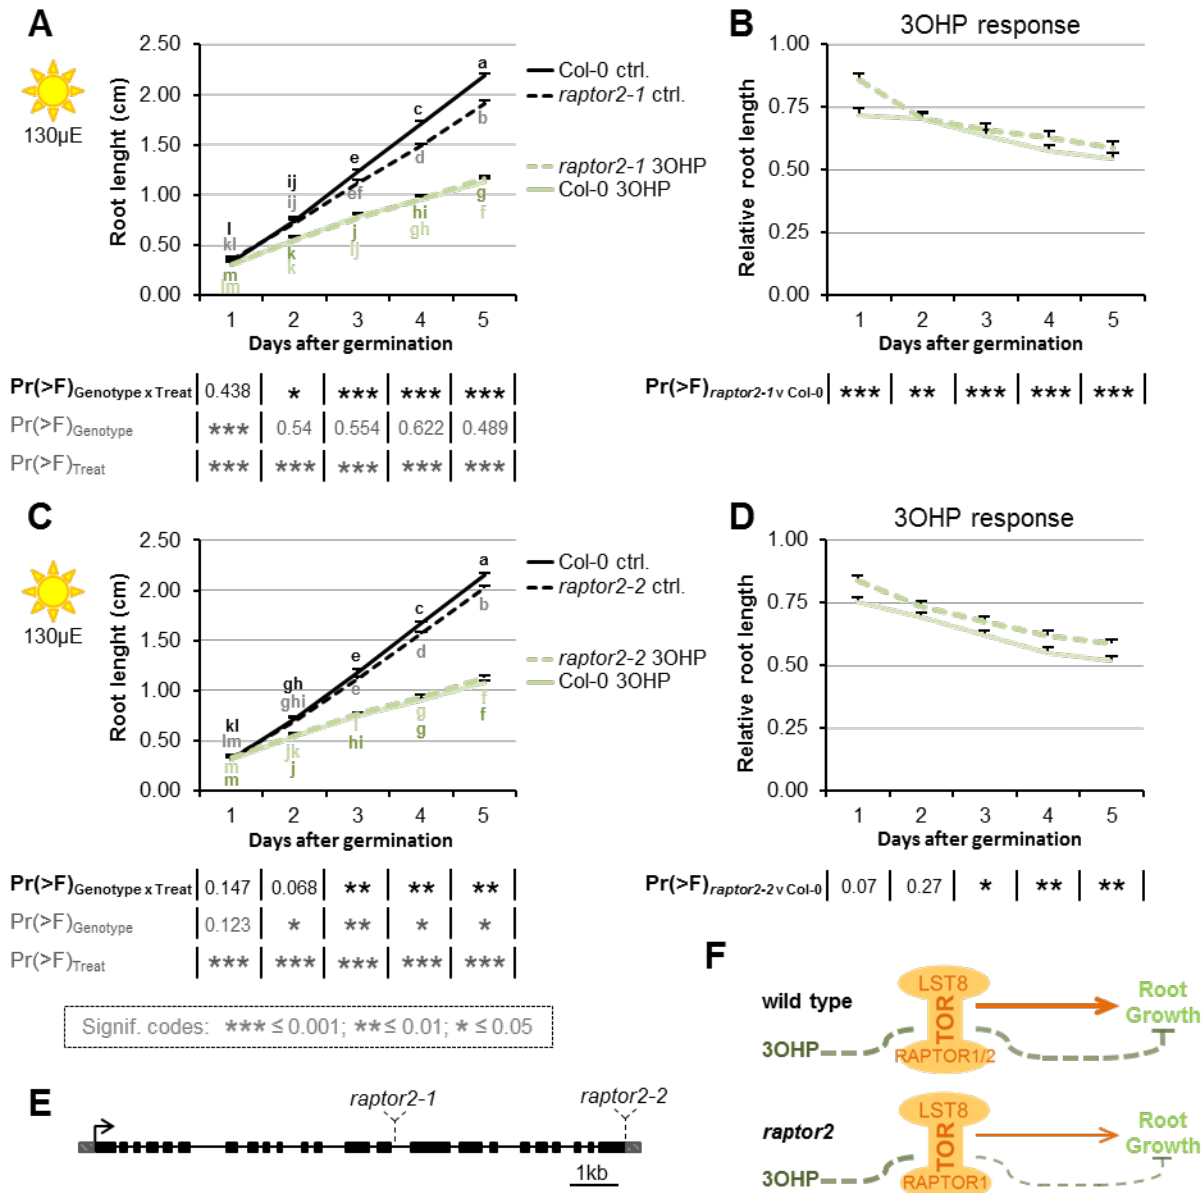 A
Root lenght (cm)
2.50
2.00
1.50
1.00
0.50
0.00
130µE
l
kl
m
lm
ij
ij
k
k
e
ef
j
ij
c
d
hi
gh
a
b
g
f
1 2 3 4 5
Days after germination
Col-0 ctrl.
raptor2-1 ctrl.
raptor2-1 3OHP
Col-0 3OHP
Pr(>F)Genotype x Treat 0.438 * *** *** ***
Pr(>F)Genotype *** 0.54 0.554 0.622 0.489
Pr(>F)Treat *** *** *** *** ***
B
3OHP response
Relative root length
1.00
0.75
0.50
0.25
0.00
1 2 3 4 5
Days after germination
Pr(>F)raptor2-1 v Col-0 *** ** *** *** ***
C
Root lenght (cm)
2.50
2.00
1.50
1.00
0.50
0.00
130µE
kl
lm
m
m
gh
ghi
jk
j
e
e
i
hi
c
d
g
g
a
b
f
f
1 2 3 4 5
Days after germination
Col-0 ctrl.
raptor2-2 ctrl.
raptor2-2 3OHP
Col-0 3OHP
Pr(>F)Genotype x Treat 0.147 0.068 ** ** **
Pr(>F)Genotype 0.123 * ** * *
Pr(>F)Treat *** *** *** *** ***
Signif. codes: *** ≤ 0.001; ** ≤ 0.01; * ≤ 0.05
D
3OHP response
Relative root length
1.00
0.75
0.50
0.25
0.00
1 2 3 4 5
Days after germination
Pr(>F)raptor2-2 v Col-0 0.07 0.27 * ** **
E
raptor2-1
raptor2-2
1kb
F
wild type
3OHP
LST8
TOR
RAPTOR1/2
Root
Growth
raptor2
3OHP
LST8
TOR
RAPTOR1
Root
Growth